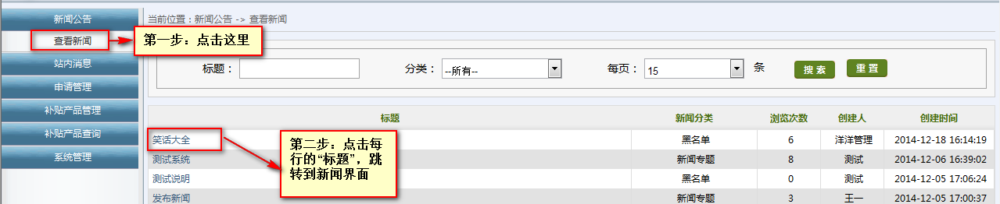 新闻公告
当前位置：新闻公告 -> 查看新闻
查看新闻
第一步：点击这里
站内消息
申请管理
补贴产品管理
补贴产品查询
系统管理
标题： 分类： --所有-- 每页： 15 条 搜 索 重 置
标题 新闻分类 浏览次数 创建人 创建时间
笑话大全 黑名单 6 洋洋管理 2014-12-18 16:14:19
测试系统 新闻专题 8 测试 2014-12-06 16:39:02
测试说明 黑名单 0 测试 2014-12-05 17:06:24
发布新闻 新闻专题 3 王一 2014-12-05 17:00:37
第二步：点击每
行的“标题”，跳
转到新闻界面